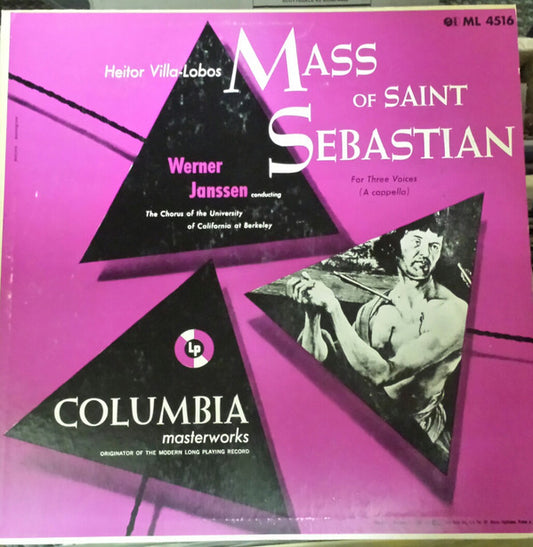 ML 4516
Heitor Villa-Lobos
MASS
OF SAINT
SEBASTIAN
For Three Voices
(A cappella)
Werner
Janssen conducting
The Chorus of the University
of California at Berkeley
Lp
COLUMBIA
masterworks
ORIGINATOR OF THE MODERN LONG PLAYING RECORD